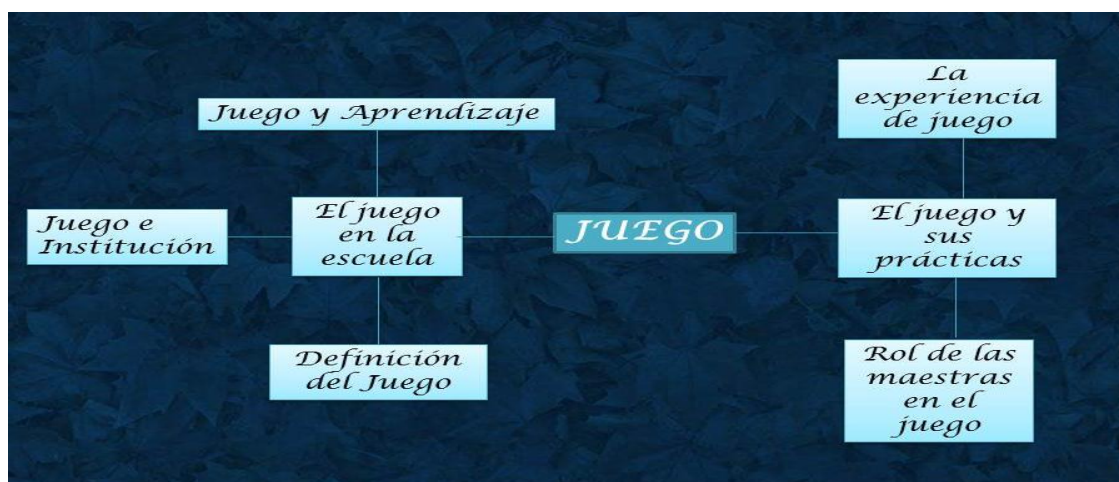 Juego y Aprendizaje
Juego e
Institución
El juego
en la
escuela
Definición
del Juego
JUEGO
La
experiencia
de juego
El juego y
sus
prácticas
Rol de las
maestras
en el
juego